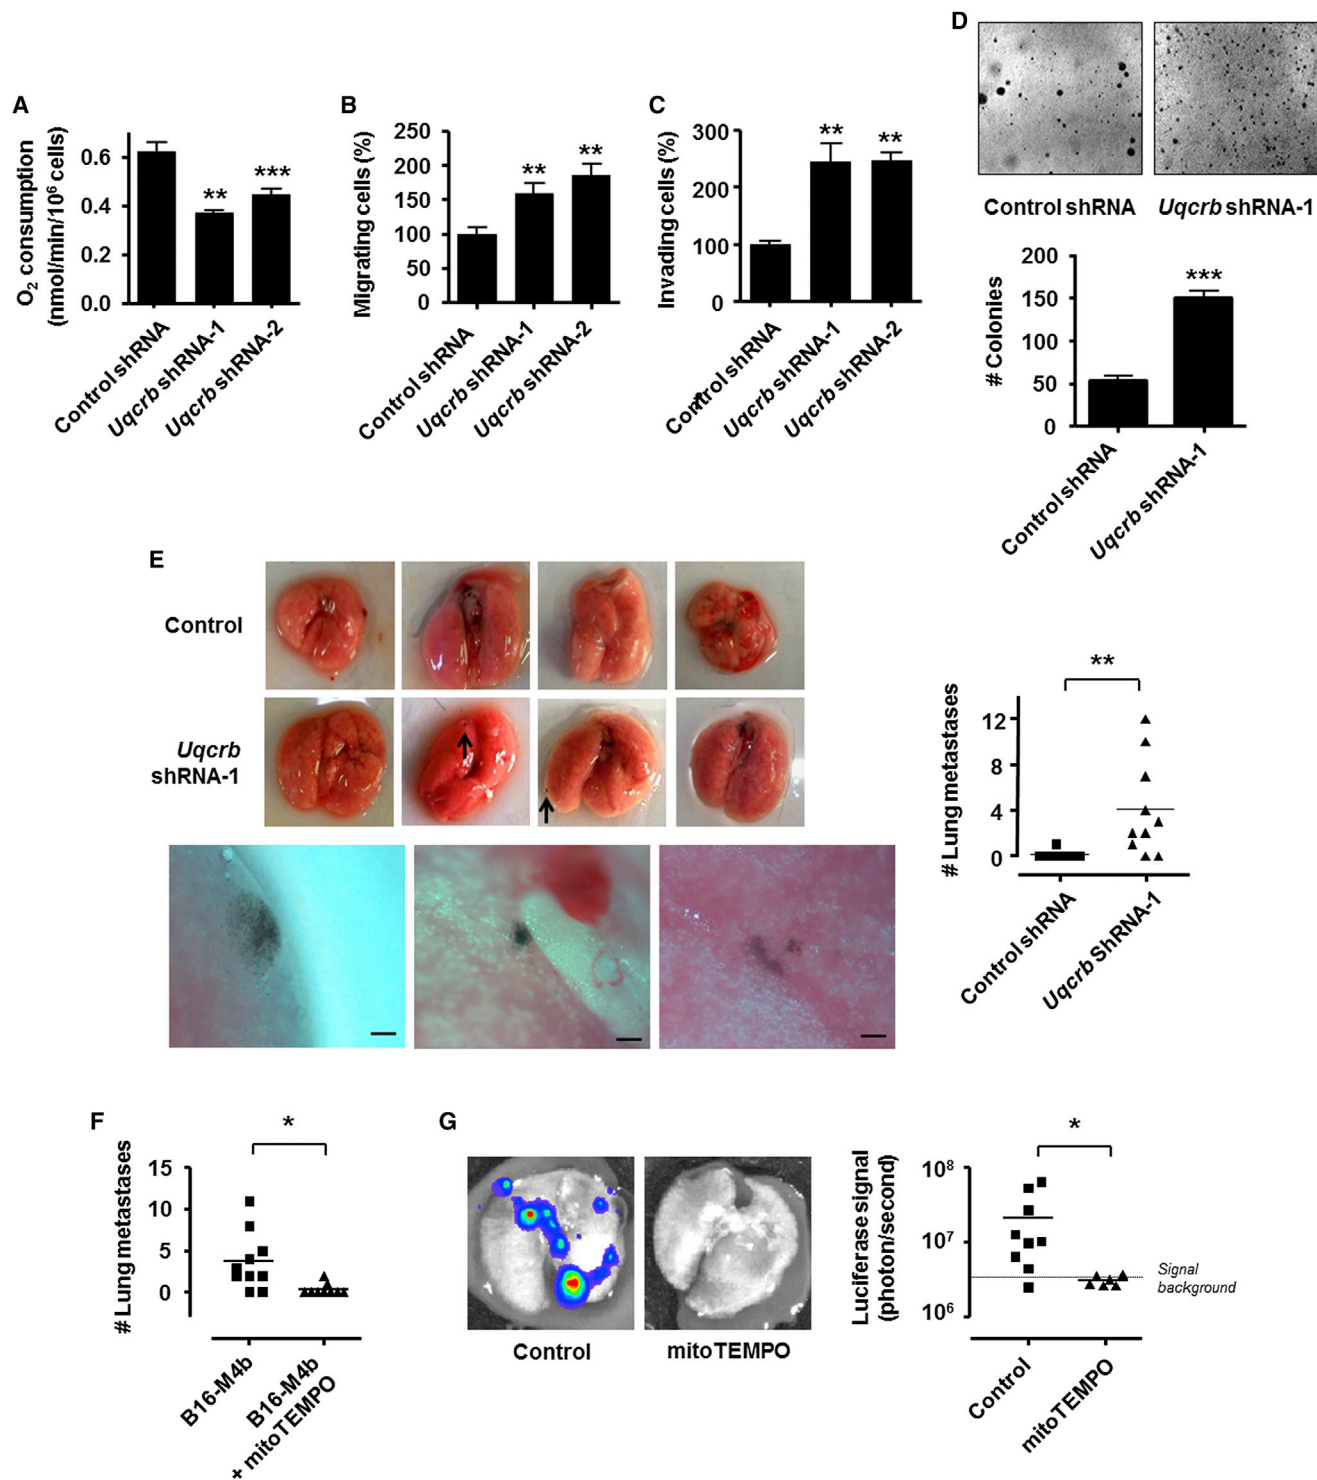 A
O2 consumption
(nmol/min/10⁶ cells)
0.6
0.4
0.2
0.0
**
***
Control shRNA
Uqcrb shRNA-1
Uqcrb shRNA-2
B
Migrating cells (%)
250
200
150
100
50
0
**
**
Control shRNA
Uqcrb shRNA-1
Uqcrb shRNA-2
C
Invading cells (%)
300
200
100
0
**
**
Control shRNA
Uqcrb shRNA-1
Uqcrb shRNA-2
D
Control shRNA
Uqcrb shRNA-1
# Colonies
200
150
100
50
0
***
Control shRNA
Uqcrb shRNA-1
E
Control
Uqcrb
shRNA-1
# Lung metastases
12
8
4
0
**
Control shRNA
Uqcrb ShRNA-1
F
# Lung metastases
15
10
5
0
*
B16-M4b
B16-M4b
+ mitoTEMPO
G
Control
mitoTEMPO
Luciferase signal
(photon/second)
10⁸
10⁷
10⁶
*
Signal
background
Control
mitoTEMPO